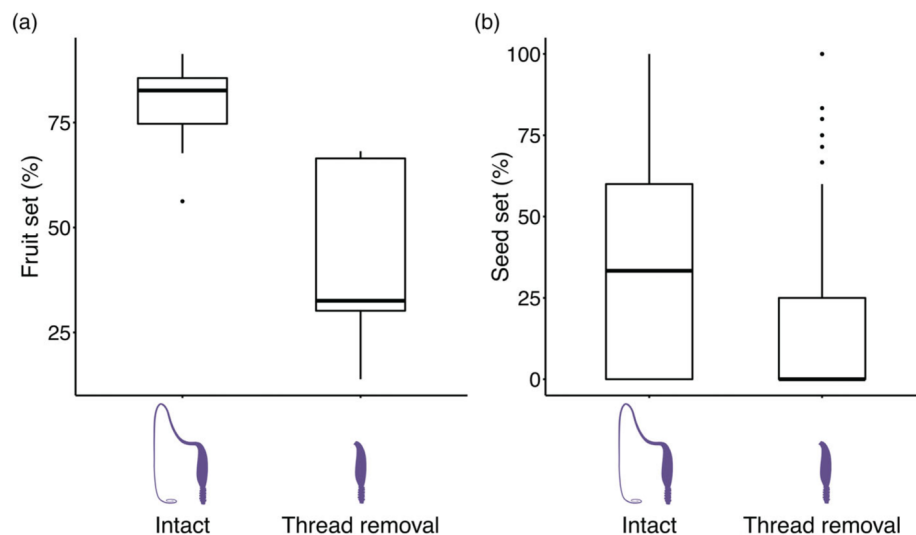 (a)
Fruit set (%)
75
50
25
Intact
Thread removal
(b)
Seed set (%)
100
75
50
25
0
Intact
Thread removal